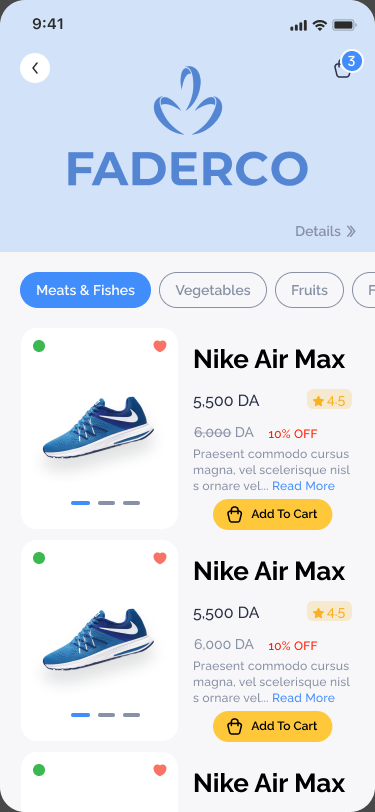 9:41
3
FADERCO
Details
Meats & Fishes
Vegetables
Fruits
F
Nike Air Max
5,500 DA
4.5
6,000 DA
10% OFF
Praesent commodo cursus
magna, vel scelerisque nisl
s ornare vel... Read More
Add To Cart
Nike Air Max
5,500 DA
4.5
6,000 DA
10% OFF
Praesent commodo cursus
magna, vel scelerisque nisl
s ornare vel... Read More
Add To Cart
Nike Air Max